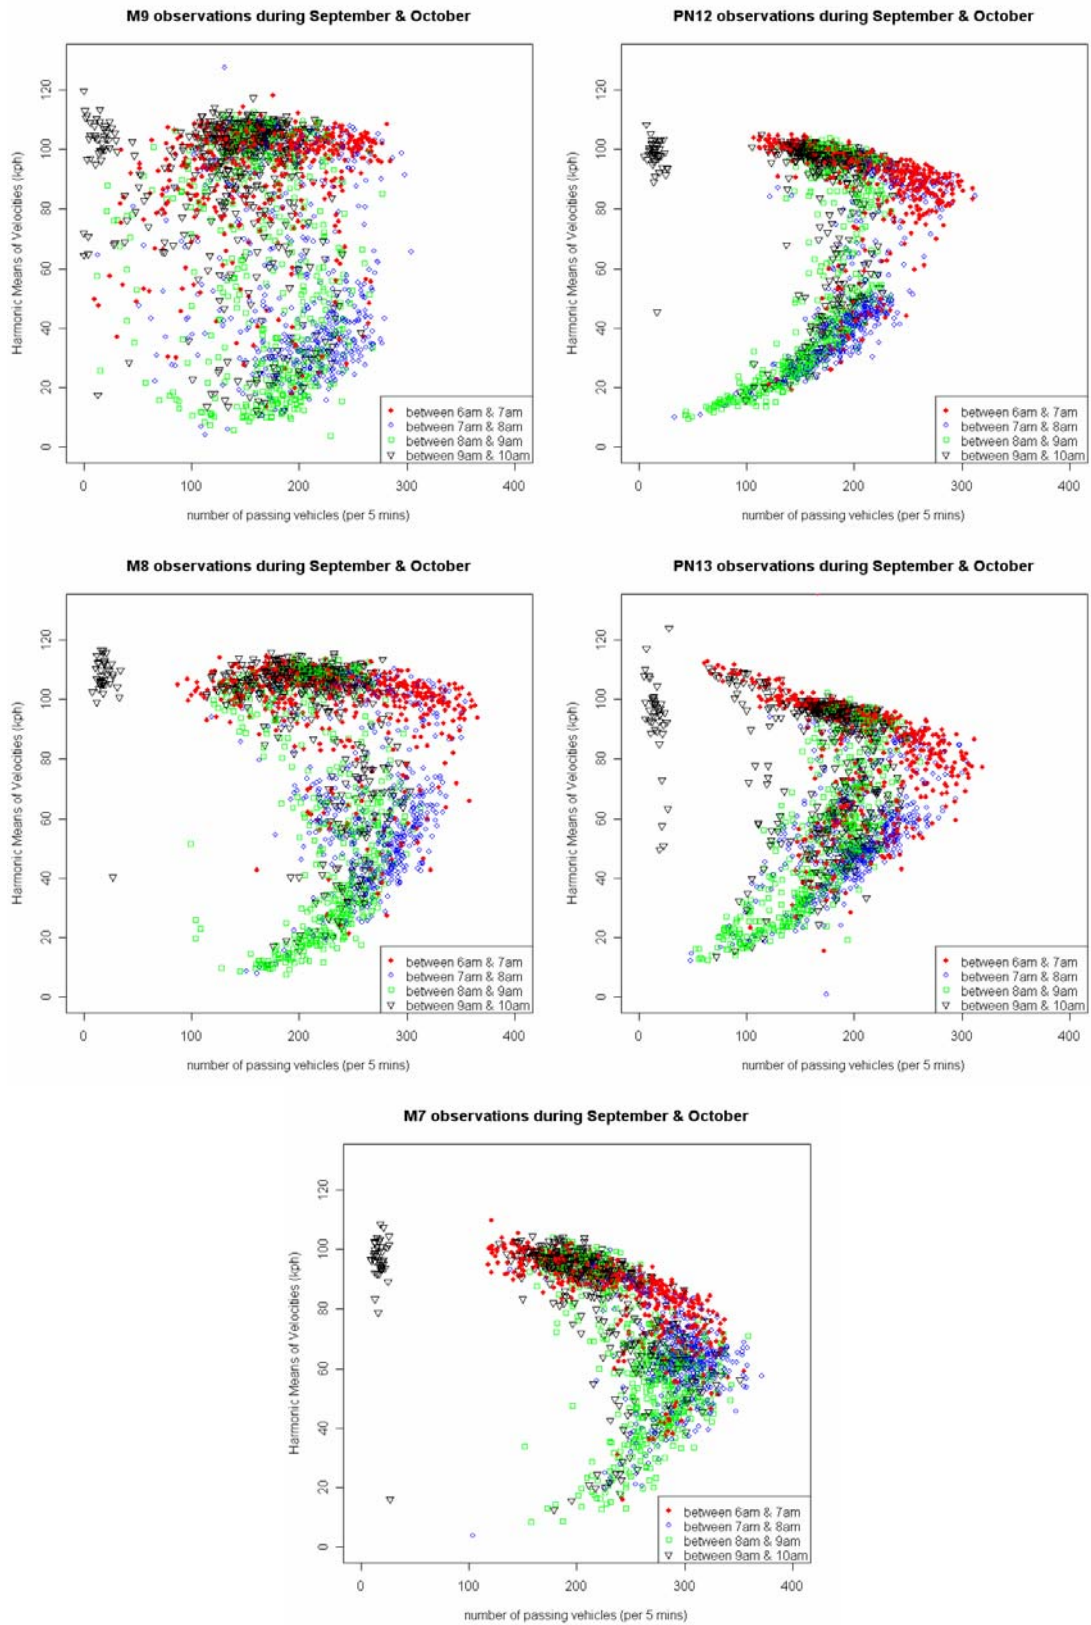 M9 observations during September & October
Harmonic Means of Velocities (kph)
0 20 40 60 80 100 120
0 100 200 300 400
number of passing vehicles (per 5 mins)
between 6am & 7am
between 7am & 8am
between 8am & 9am
between 9am & 10am
PN12 observations during September & October
Harmonic Means of Velocities (kph)
0 20 40 60 80 100 120
0 100 200 300 400
number of passing vehicles (per 5 mins)
between 6am & 7am
between 7am & 8am
between 8am & 9am
between 9am & 10am
M8 observations during September & October
Harmonic Means of Velocities (kph)
0 20 40 60 80 100 120
0 100 200 300 400
number of passing vehicles (per 5 mins)
between 6am & 7am
between 7am & 8am
between 8am & 9am
between 9am & 10am
PN13 observations during September & October
Harmonic Means of Velocities (kph)
0 20 40 60 80 100 120
0 100 200 300 400
number of passing vehicles (per 5 mins)
between 6am & 7am
between 7am & 8am
between 8am & 9am
between 9am & 10am
M7 observations during September & October
Harmonic Means of Velocities (kph)
0 20 40 60 80 100 120
0 100 200 300 400
number of passing vehicles (per 5 mins)
between 6am & 7am
between 7am & 8am
between 8am & 9am
between 9am & 10am